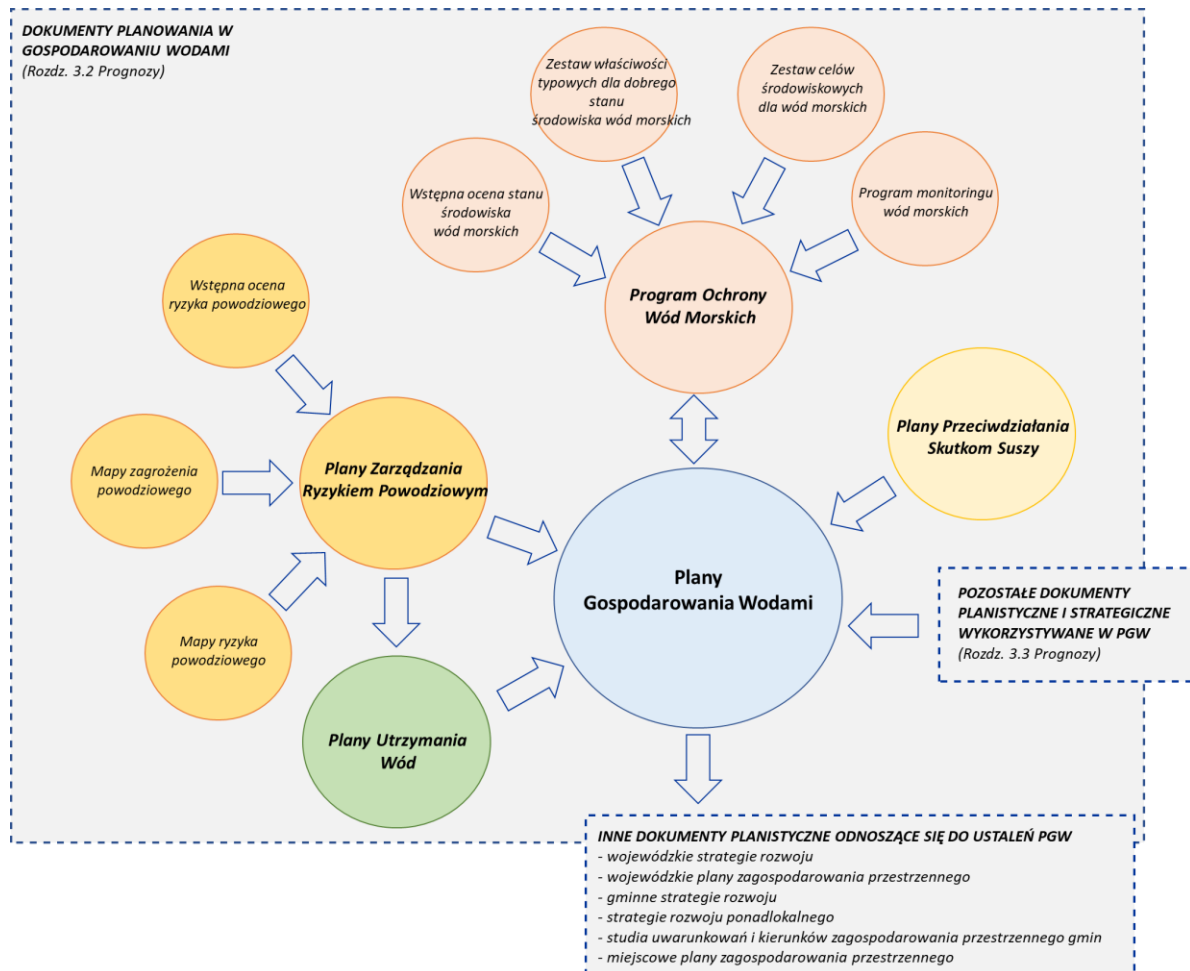 DOKUMENTY PLANOWANIA W
GOSPODAROWANIU WODAMI
(Rozdz. 3.2 Prognozy)
Zestaw właściwości
typowych dla dobrego
stanu
środowiska wód morskich
Zestaw celów
środowiskowych
dla wód morskich
Wstępna ocena stanu
środowiska
wód morskich
Program monitoringu
wód morskich
Program Ochrony
Wód Morskich
Wstępna ocena
ryzyka powodziowego
Mapy zagrożenia
powodziowego
Plany Zarządzania
Ryzykiem Powodziowym
Plany Przeciwdziałania
Skutkom Suszy
Mapy ryzyka
powodziowego
Plany
Gospodarowania Wodami
POZOSTAŁE DOKUMENTY
PLANISTYCZNE I STRATEGICZNE
WYKORZYSTYWANE W PGW
(Rozdz. 3.3 Prognozy)
Plany Utrzymania
Wód
INNE DOKUMENTY PLANISTYCZNE ODNOSZĄCE SIĘ DO USTALEŃ PGW
- wojewódzkie strategie rozwoju
- wojewódzkie plany zagospodarowania przestrzennego
- gminne strategie rozwoju
- strategie rozwoju ponadlokalnego
- studia uwarunkowań i kierunków zagospodarowania przestrzennego gmin
- miejscowe plany zagospodarowania przestrzennego